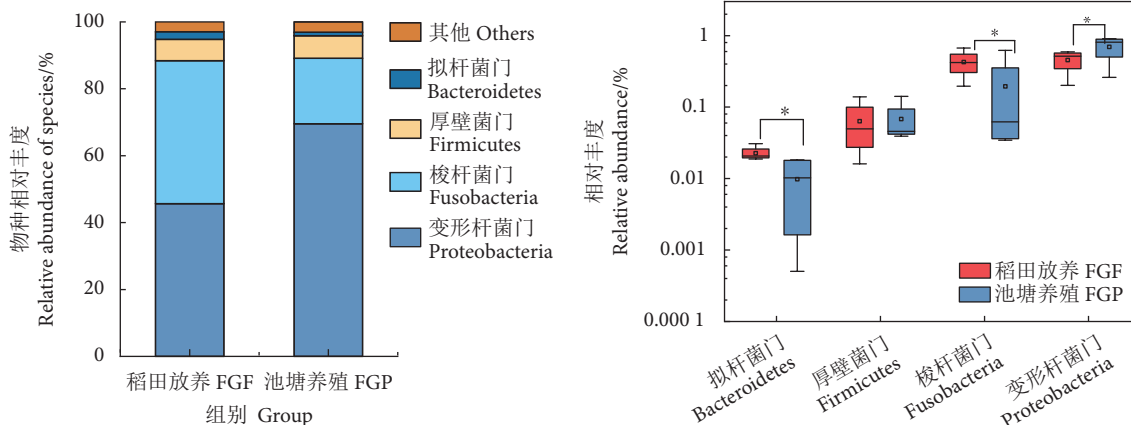 物种相对丰度
Relative abundance of species/%
100
80
60
40
20
0
稻田放养 FGF
池塘养殖 FGP
组别 Group
其他 Others
拟杆菌门
Bacteroidetes
厚壁菌门
Firmicutes
梭杆菌门
Fusobacteria
变形杆菌门
Proteobacteria
相对丰度
Relative abundance/%
1
0.1
0.01
0.001
0.000 1
*
*
*
稻田放养 FGF
池塘养殖 FGP
拟杆菌门
Bacteroidetes
厚壁菌门
Firmicutes
梭杆菌门
Fusobacteria
变形杆菌门
Proteobacteria